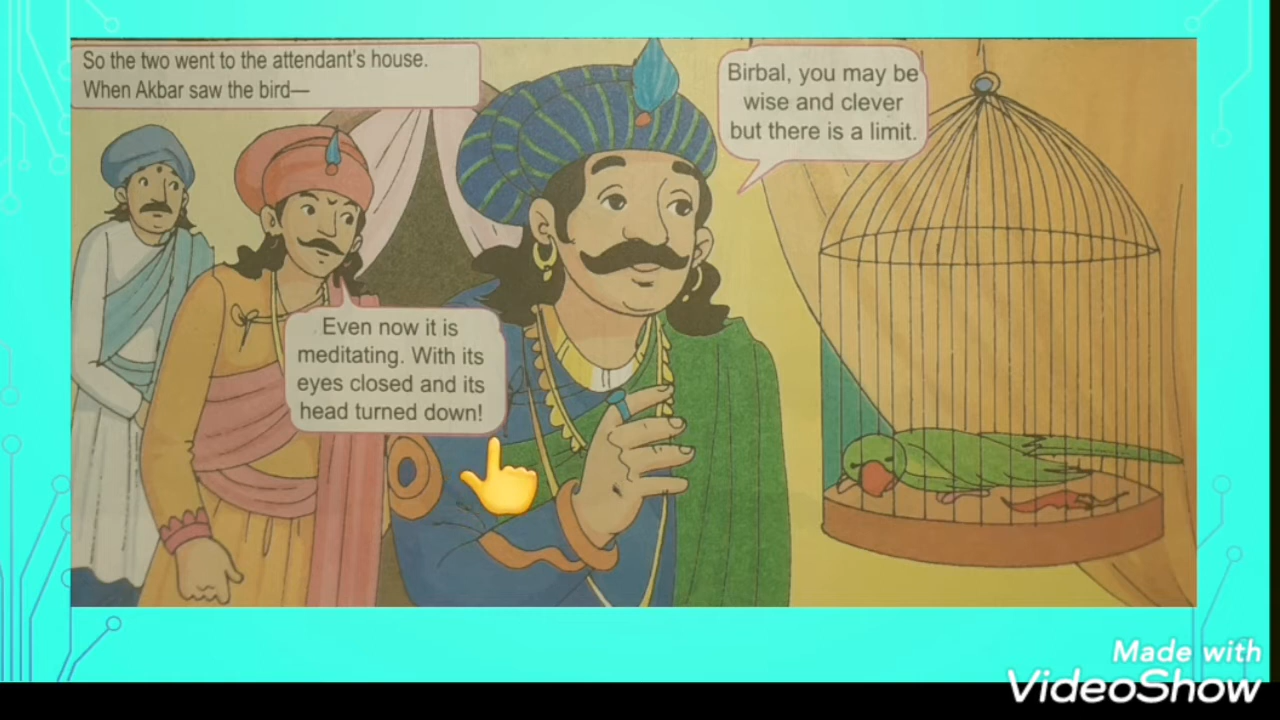 So the two went to the attendant's house.
When Akbar saw the bird—
Birbal, you may be
wise and clever
but there is a limit.
Even now it is
meditating. With its
eyes closed and its
head turned down!
Made with
VideoShow